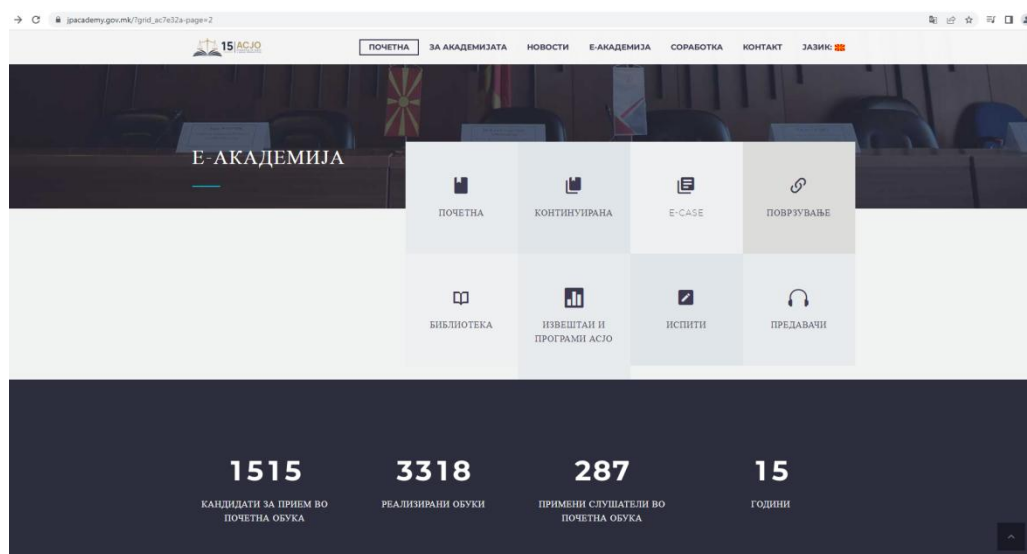 jpacademy.gov.mk/?grid_ac7e32a-page=2
15 АСЈО
ПОЧЕТНА ЗА АКАДЕМИЈАТА НОВОСТИ Е-АКАДЕМИЈА СОРАБОТКА КОНТАКТ ЈАЗИК:
Е-АКАДЕМИЈА
ПОЧЕТНА КОНТИНУИРАНА E-CASE ПОВРЗУВАЊЕ
БИБЛИОТЕКА ИЗВЕШТАИ И ИСПИТИ ПРЕДАВАЧИ
ПРОГРАМИ АСЈО
1515 3318 287 15
КАНДИДАТИ ЗА ПРИЕМ ВО РЕАЛИЗИРАНИ ОБУКИ ПРИМЕНИ СЛУШАТЕЛИ ВО ГОДИНИ
ПОЧЕТНА ОБУКА ПОЧЕТНА ОБУКА